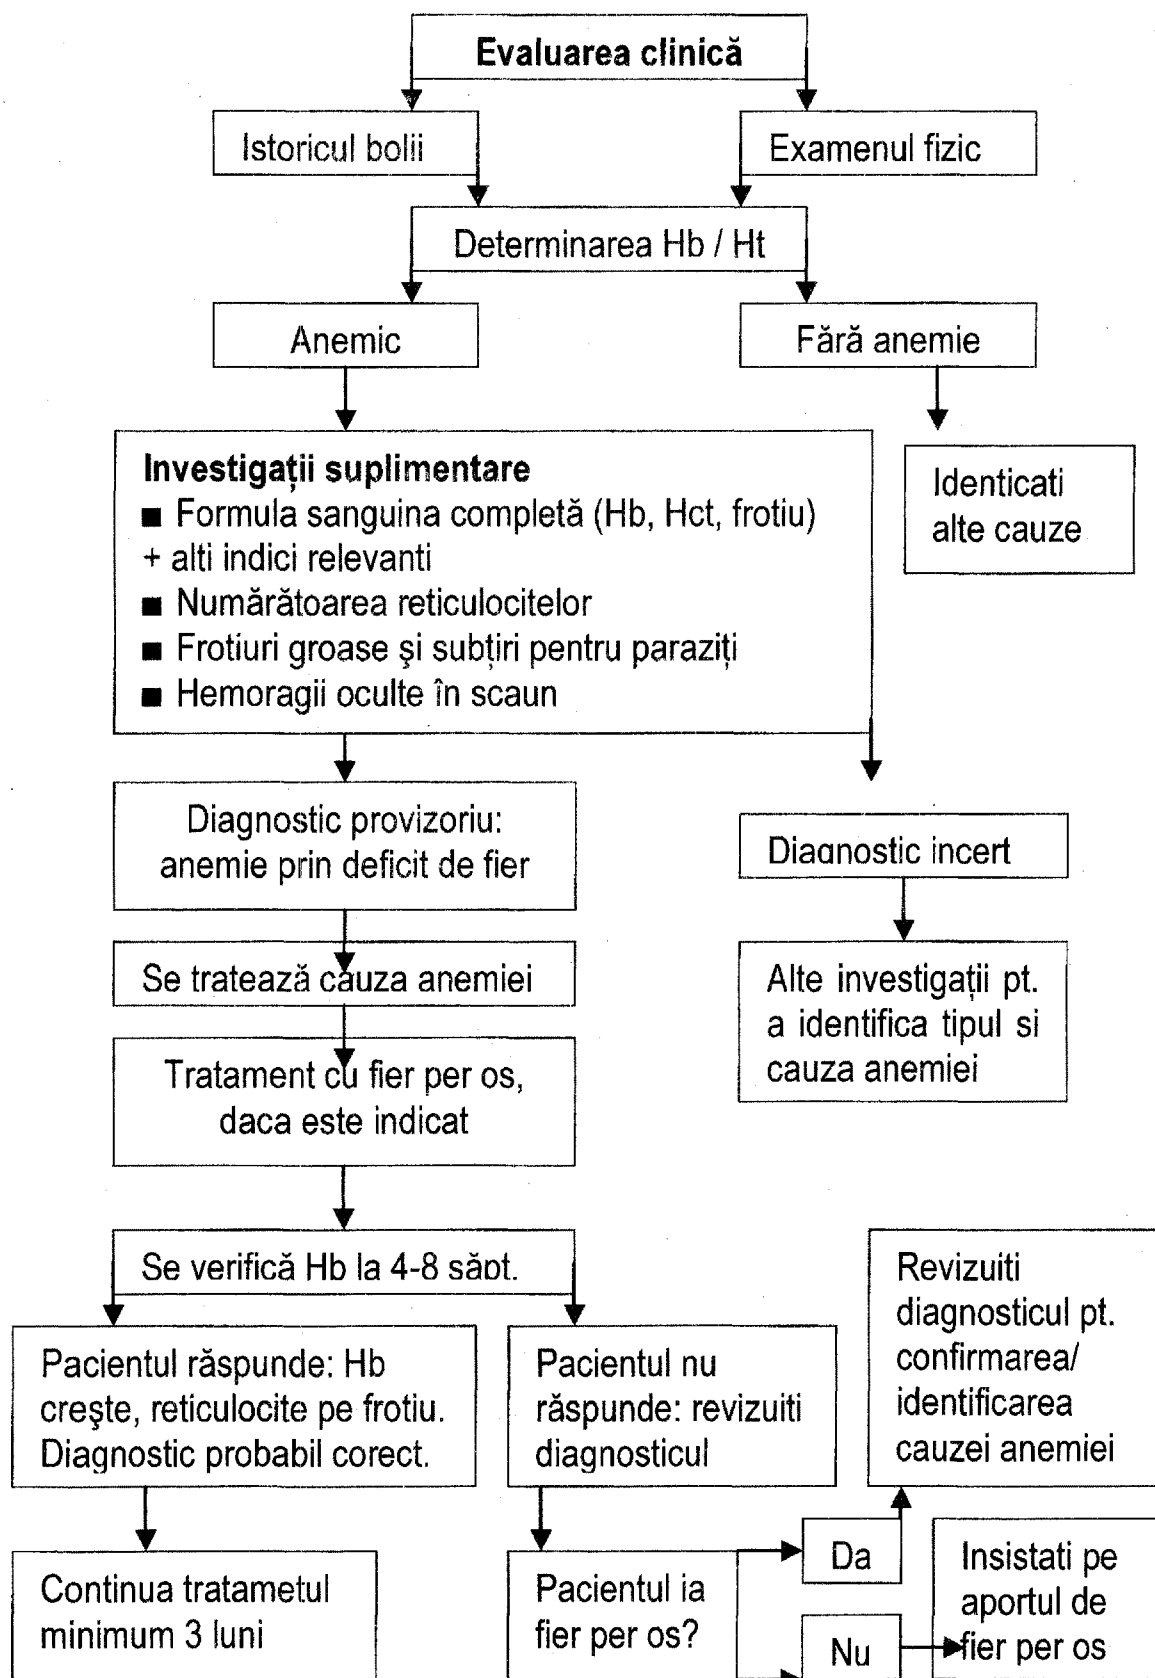 Evaluarea clinică
Istoricul bolii
Examenul fizic
Determinarea Hb / Ht
Anemic
Fără anemie
Investigații suplimentare
■ Formula sanguina completă (Hb, Hct, frotiu)
+ alti indici relevanti
■ Numărătoarea reticulocitelor
■ Frotiuri groase şi subțiri pentru paraziți
■ Hemoragii oculte în scaun
Identicati
alte cauze
Diagnostic provizoriu:
anemie prin deficit de fier
Diagnostic incert
Se tratează cauza anemiei
Alte investigații pt.
a identifica tipul si
cauza anemiei
Tratament cu fier per os,
daca este indicat
Se verifică Hb la 4-8 săpt.
Pacientul răspunde: Hb
creşte, reticulocite pe frotiu.
Diagnostic probabil corect.
Pacientul nu
răspunde: revizuiti
diagnosticul
Revizuiti
diagnosticul pt.
confirmarea/
identificarea
cauzei anemiei
Continua tratametul
minimum 3 luni
Pacientul ia
fier per os?
Da
Nu
Insistati pe
aportul de
fier per os